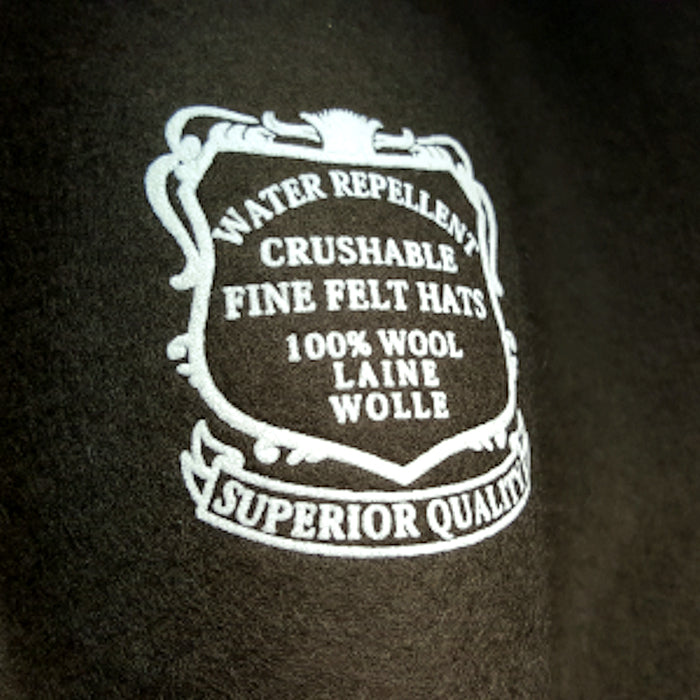 WATER REPELLENT
CRUSHABLE
FINE FELT HATS
100% WOOL
LAINE
WOLLE
SUPERIOR QUALITY